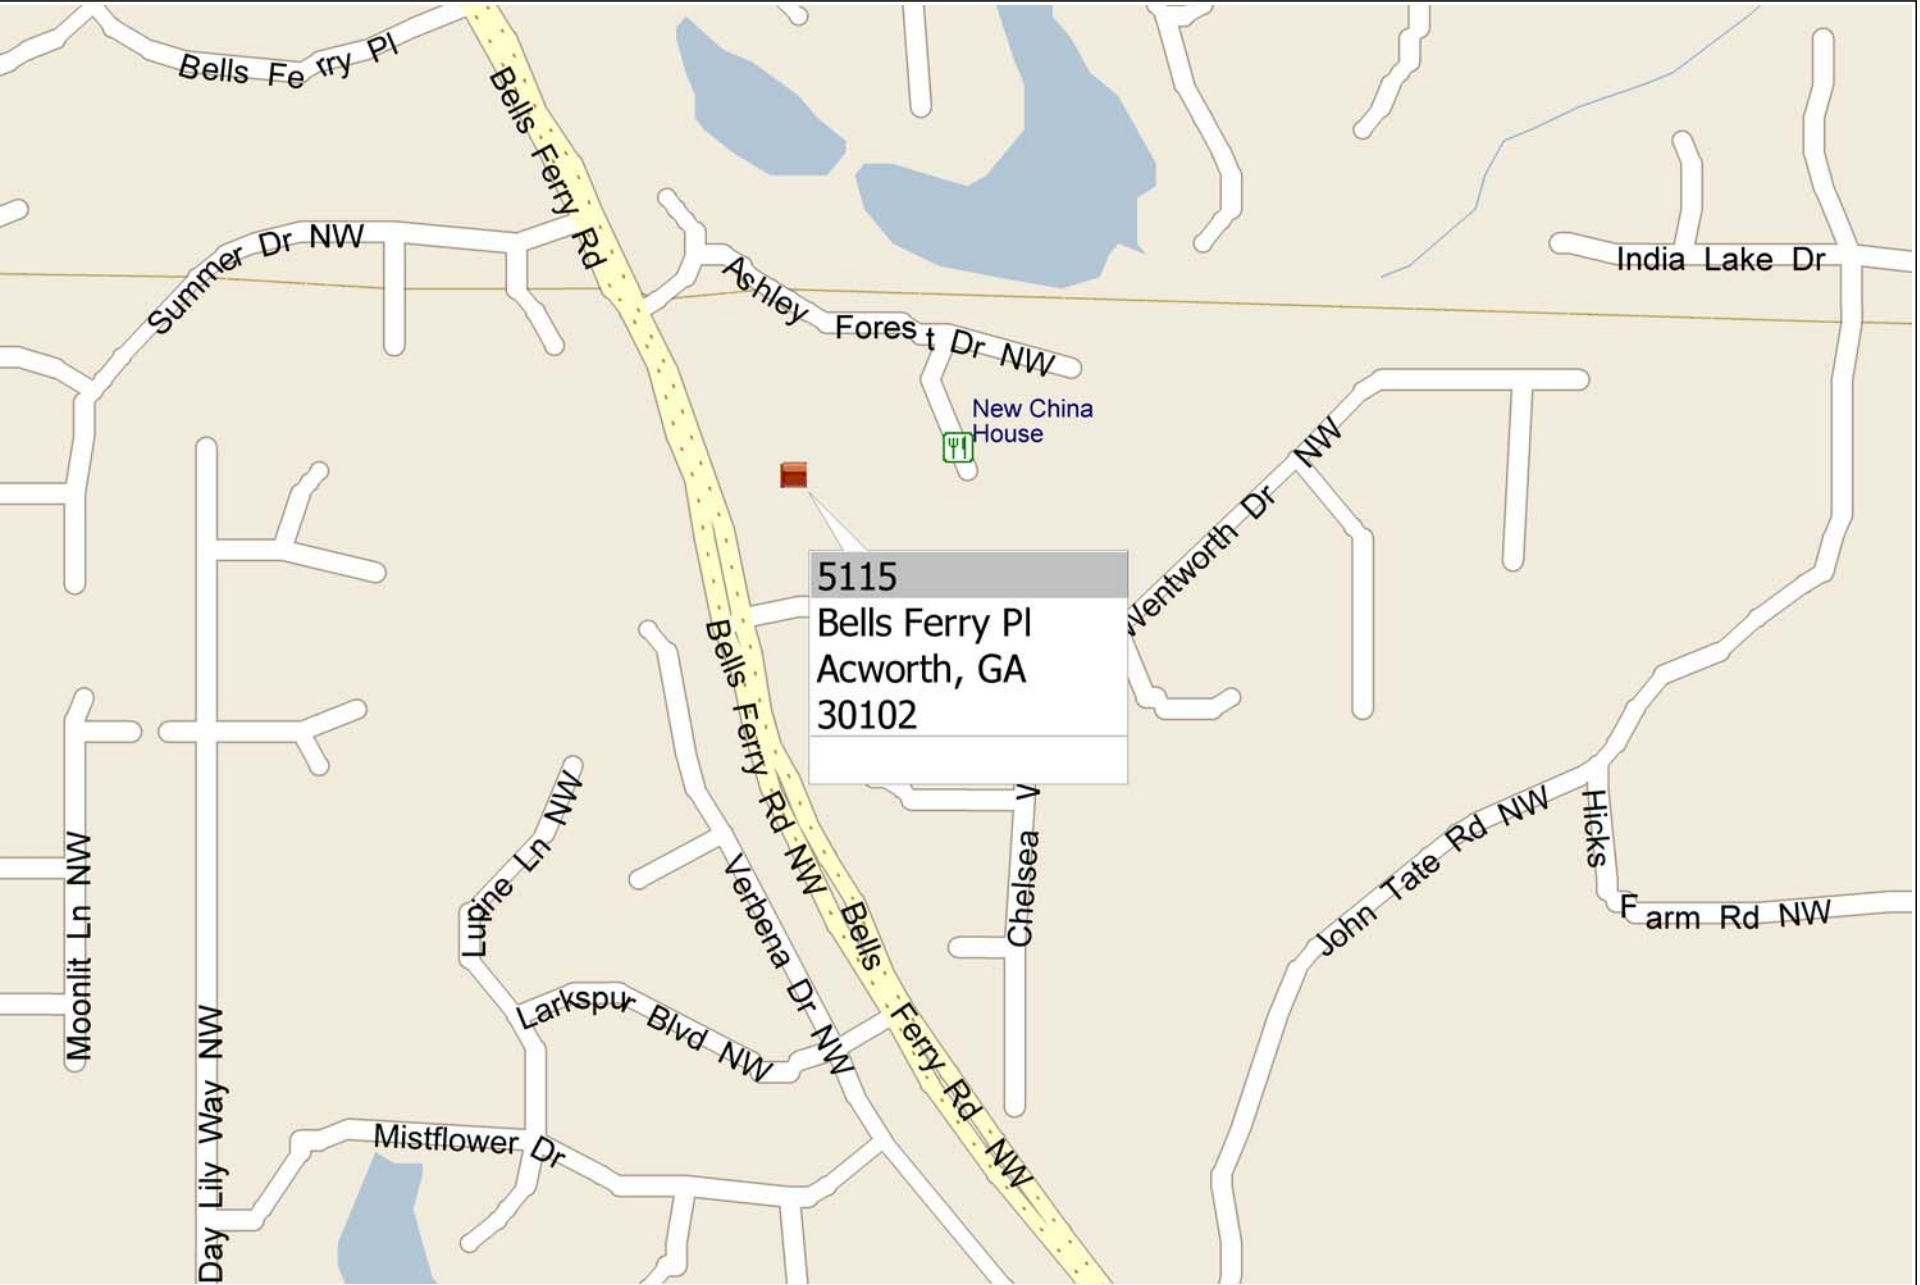 Bells Ferry Pl
Bells Ferry Rd
Summer Dr NW
Ashley Forest Dr NW
India Lake Dr
New China
House
Wentworth Dr NW
5115
Bells Ferry Pl
Acworth, GA
30102
Bells Ferry Rd NW
Lupine Ln NW
Verbena Dr NW
Chelsea
Hicks Farm Rd NW
John Tate Rd NW
Bells Ferry Rd NW
Moonlit Ln NW
Larkspur Blvd NW
Day Lily Way NW
Mistflower Dr